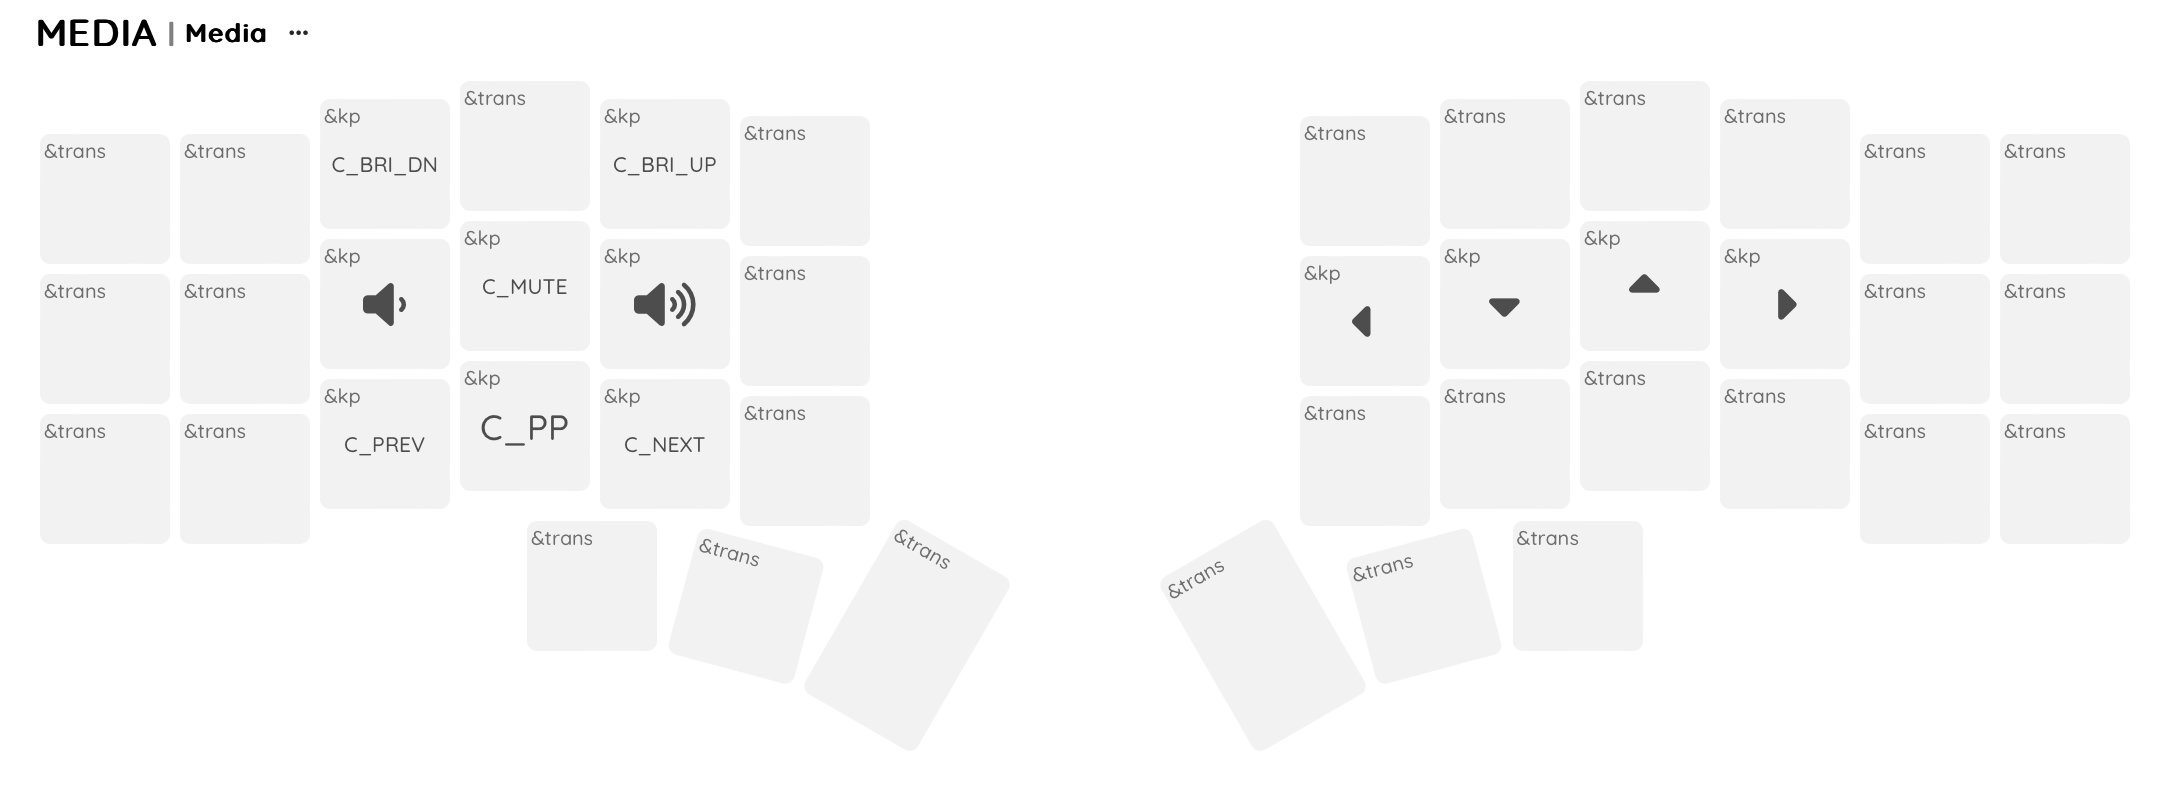 MEDIA | Media ...
&trans &trans &kp &trans &kp &trans &trans &trans &trans &trans &trans &trans
C_BRI_DN C_BRI_UP
&trans &trans &kp &kp &kp &trans &kp &kp &kp &kp &trans &trans
C_MUTE
&trans &trans &kp &kp &kp &trans &trans &trans &trans &trans &trans &trans
C_PREV C_PP C_NEXT
&trans &trans &trans &trans &trans &trans